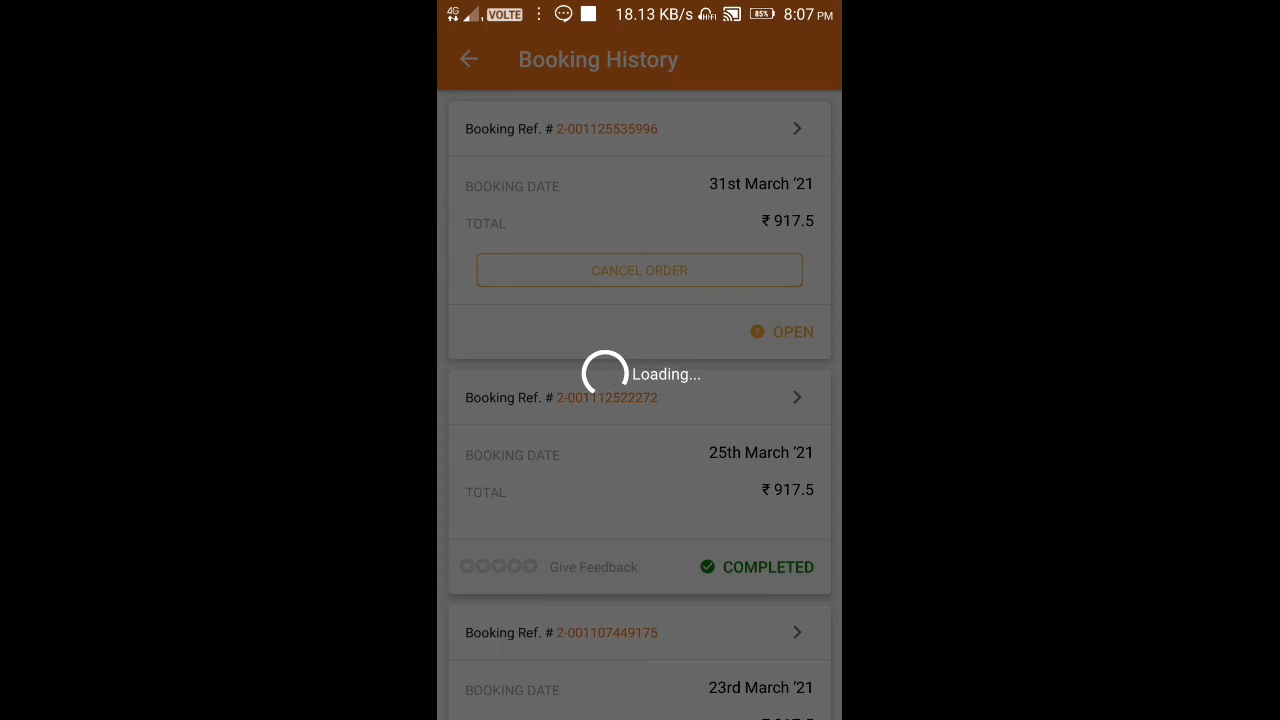 4G VOLTE 18.13 KB/s HiFi 85% 8:07 PM
Booking History
Booking Ref. # 2-001125535996
BOOKING DATE 31st March '21
TOTAL ₹ 917.5
CANCEL ORDER
OPEN
Loading...
Booking Ref. # 2-001112522272
BOOKING DATE 25th March '21
TOTAL ₹ 917.5
Give Feedback COMPLETED
Booking Ref. # 2-001107449175
BOOKING DATE 23rd March '21